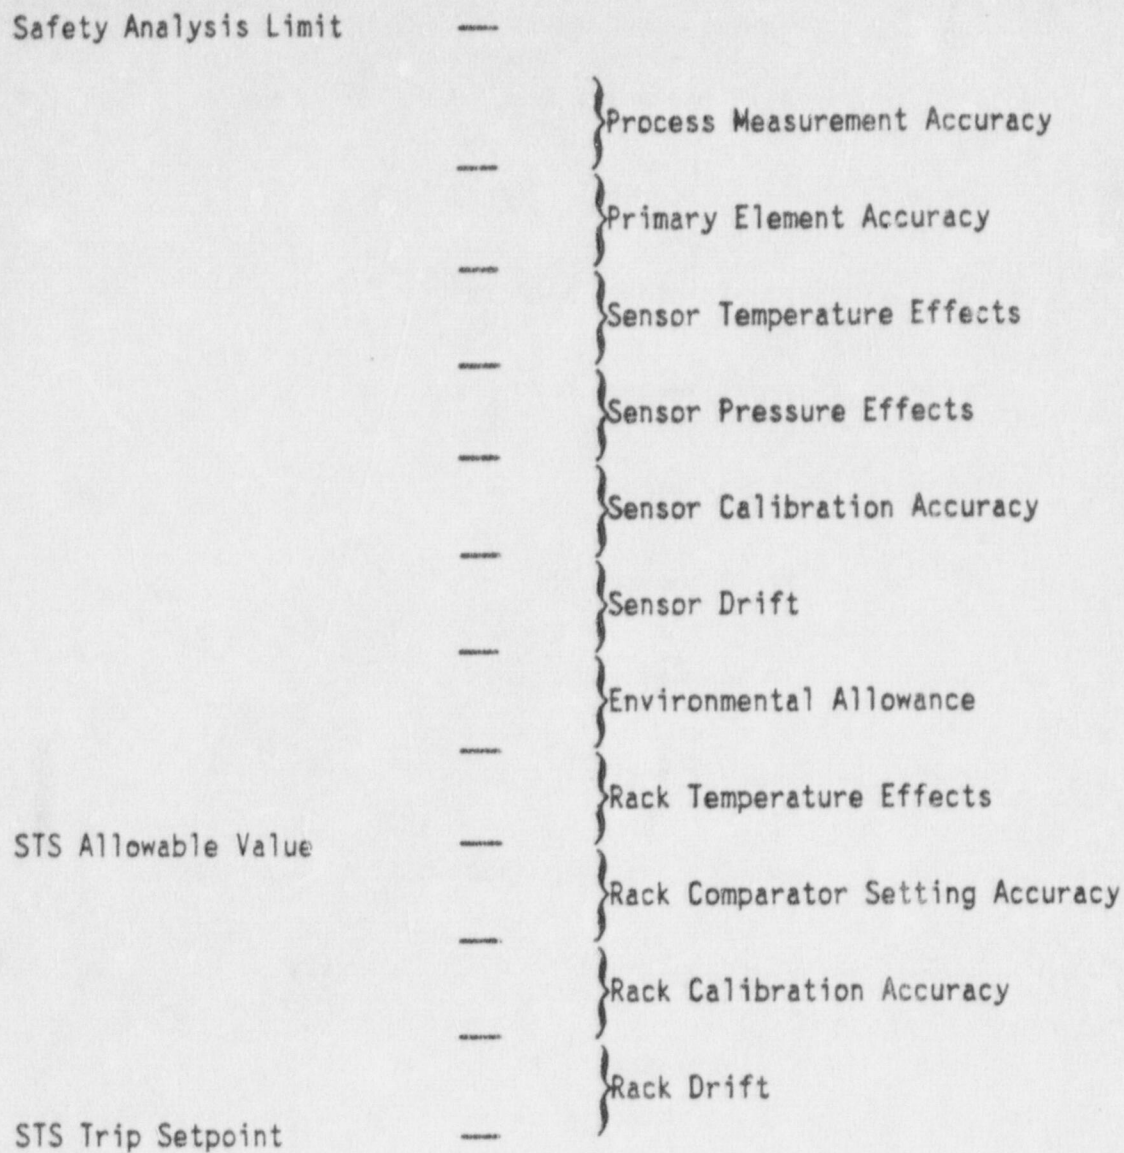 Safety Analysis Limit
Process Measurement Accuracy
Primary Element Accuracy
Sensor Temperature Effects
Sensor Pressure Effects
Sensor Calibration Accuracy
Sensor Drift
Environmental Allowance
Rack Temperature Effects
STS Allowable Value
Rack Comparator Setting Accuracy
Rack Calibration Accuracy
Rack Drift
STS Trip Setpoint